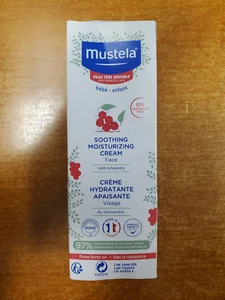 mustela
PEAU TRÈS SENSIBLE
bébé - enfant
0%
SOOTHING
MOISTURIZING
CREAM
Face
With schisandra
CRÈME
HYDRATANTE
APAISANTE
Visage
Au schisandra
97%
From birth on • Dès la naissance